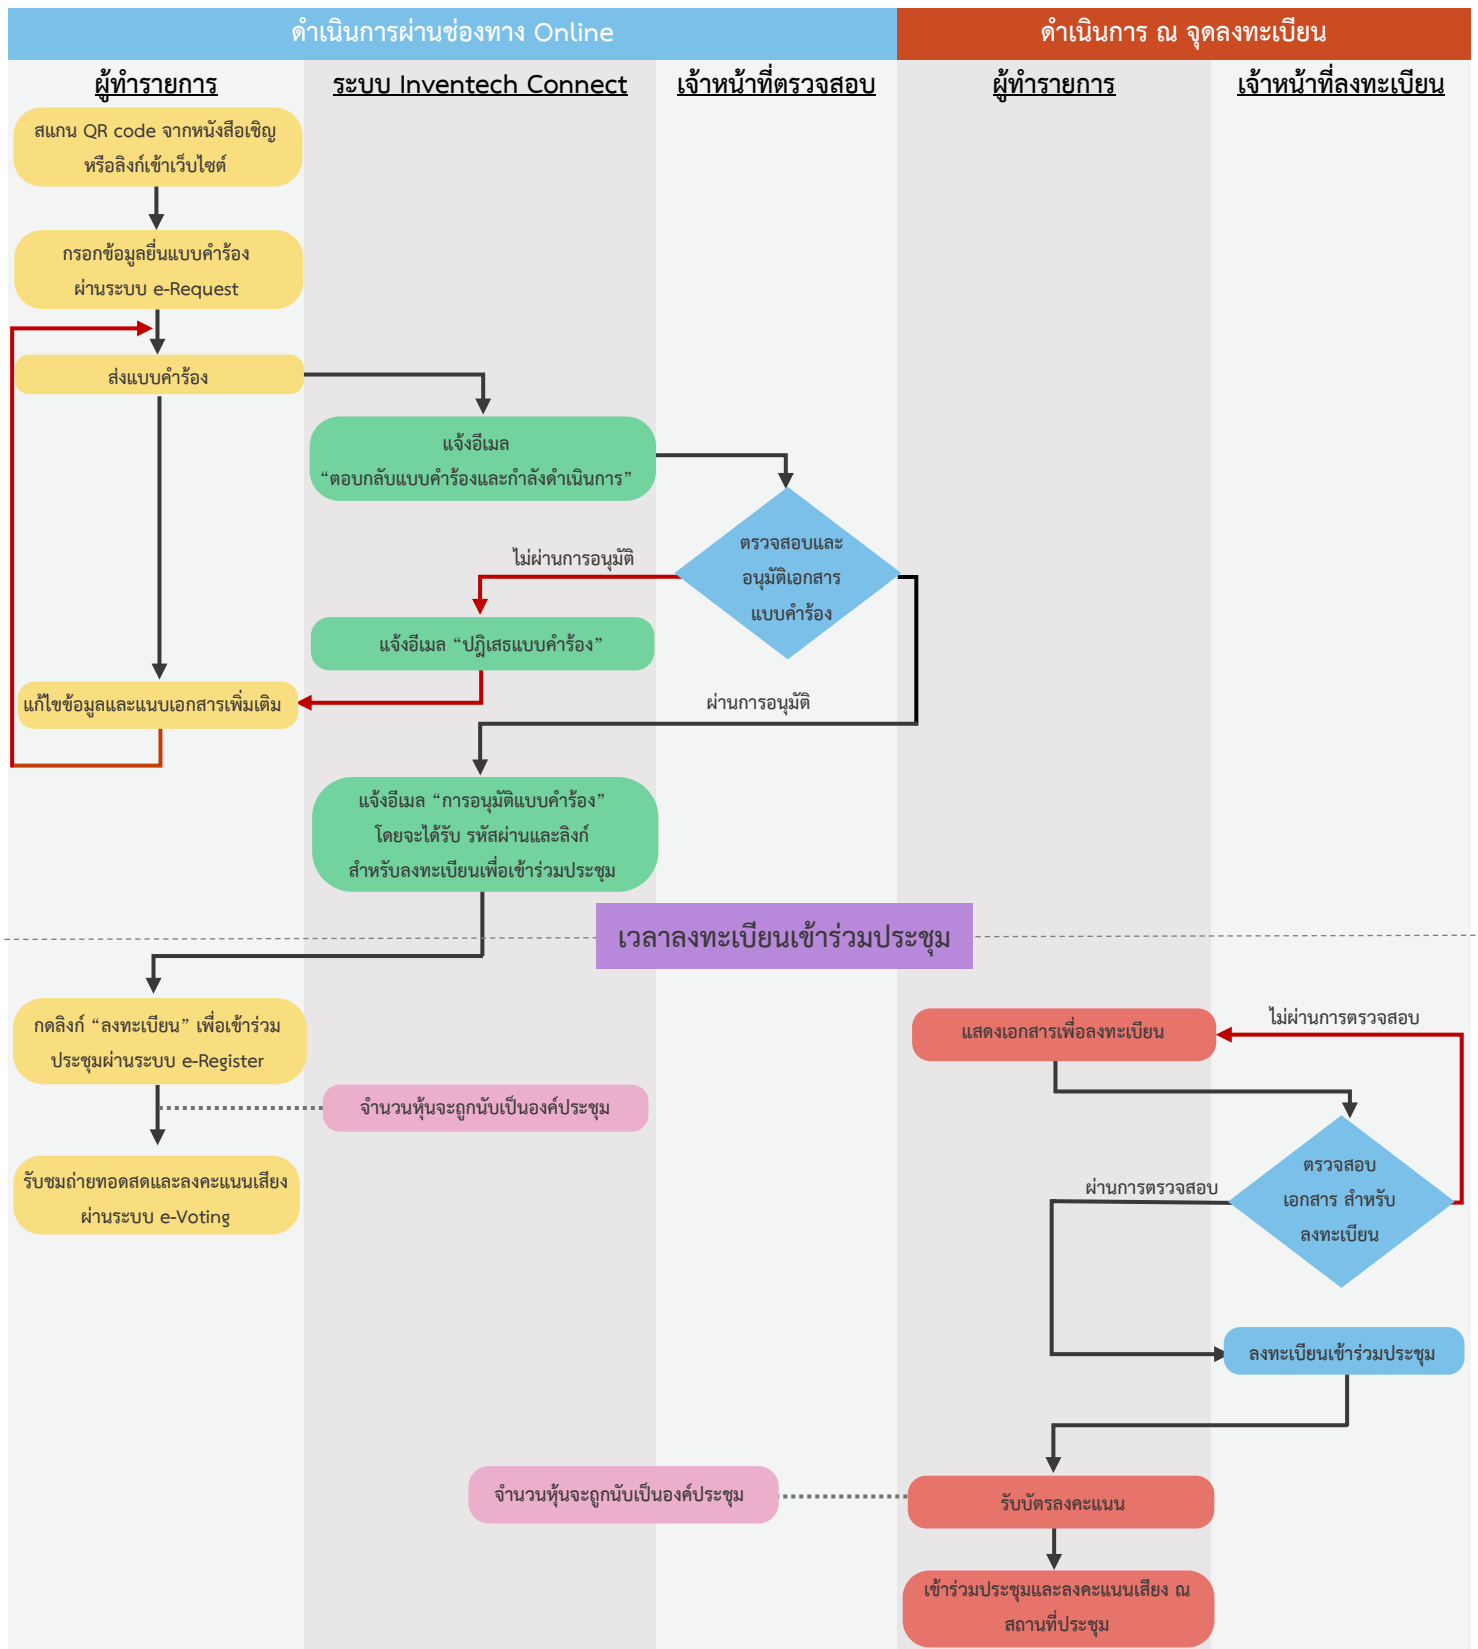 ดำเนินการผ่านช่องทาง Online
ดำเนินการ ณ จุดลงทะเบียน
ผู้ทำรายการ
ระบบ Inventech Connect
เจ้าหน้าที่ตรวจสอบ
ผู้ทำรายการ
เจ้าหน้าที่ลงทะเบียน
สแกน QR code จากหนังสือเชิญ
หรือลิงก์เข้าเว็บไซต์
กรอกข้อมูลยื่นแบบคำร้อง
ผ่านระบบ e-Request
ส่งแบบคำร้อง
แจ้งอีเมล
“ตอบกลับแบบคำร้องและกำลังดำเนินการ”
ตรวจสอบและ
อนุมัติเอกสาร
แบบคำร้อง
ไม่ผ่านการอนุมัติ
แจ้งอีเมล “ปฎิเสธแบบคำร้อง”
แก้ไขข้อมูลและแนบเอกสารเพิ่มเติม
ผ่านการอนุมัติ
แจ้งอีเมล “การอนุมัติแบบคำร้อง”
โดยจะได้รับ รหัสผ่านและลิงก์
สำหรับลงทะเบียนเพื่อเข้าร่วมประชุม
เวลาลงทะเบียนเข้าร่วมประชุม
กดลิงก์ “ลงทะเบียน” เพื่อเข้าร่วม
ประชุมผ่านระบบ e-Register
จำนวนหุ้นจะถูกนับเป็นองค์ประชุม
รับชมถ่ายทอดสดและลงคะแนนเสียง
ผ่านระบบ e-Voting
แสดงเอกสารเพื่อลงทะเบียน
ไม่ผ่านการตรวจสอบ
ตรวจสอบ
เอกสาร สำหรับ
ลงทะเบียน
ผ่านการตรวจสอบ
ลงทะเบียนเข้าร่วมประชุม
จำนวนหุ้นจะถูกนับเป็นองค์ประชุม
รับบัตรลงคะแนน
เข้าร่วมประชุมและลงคะแนนเสียง ณ
สถานที่ประชุม